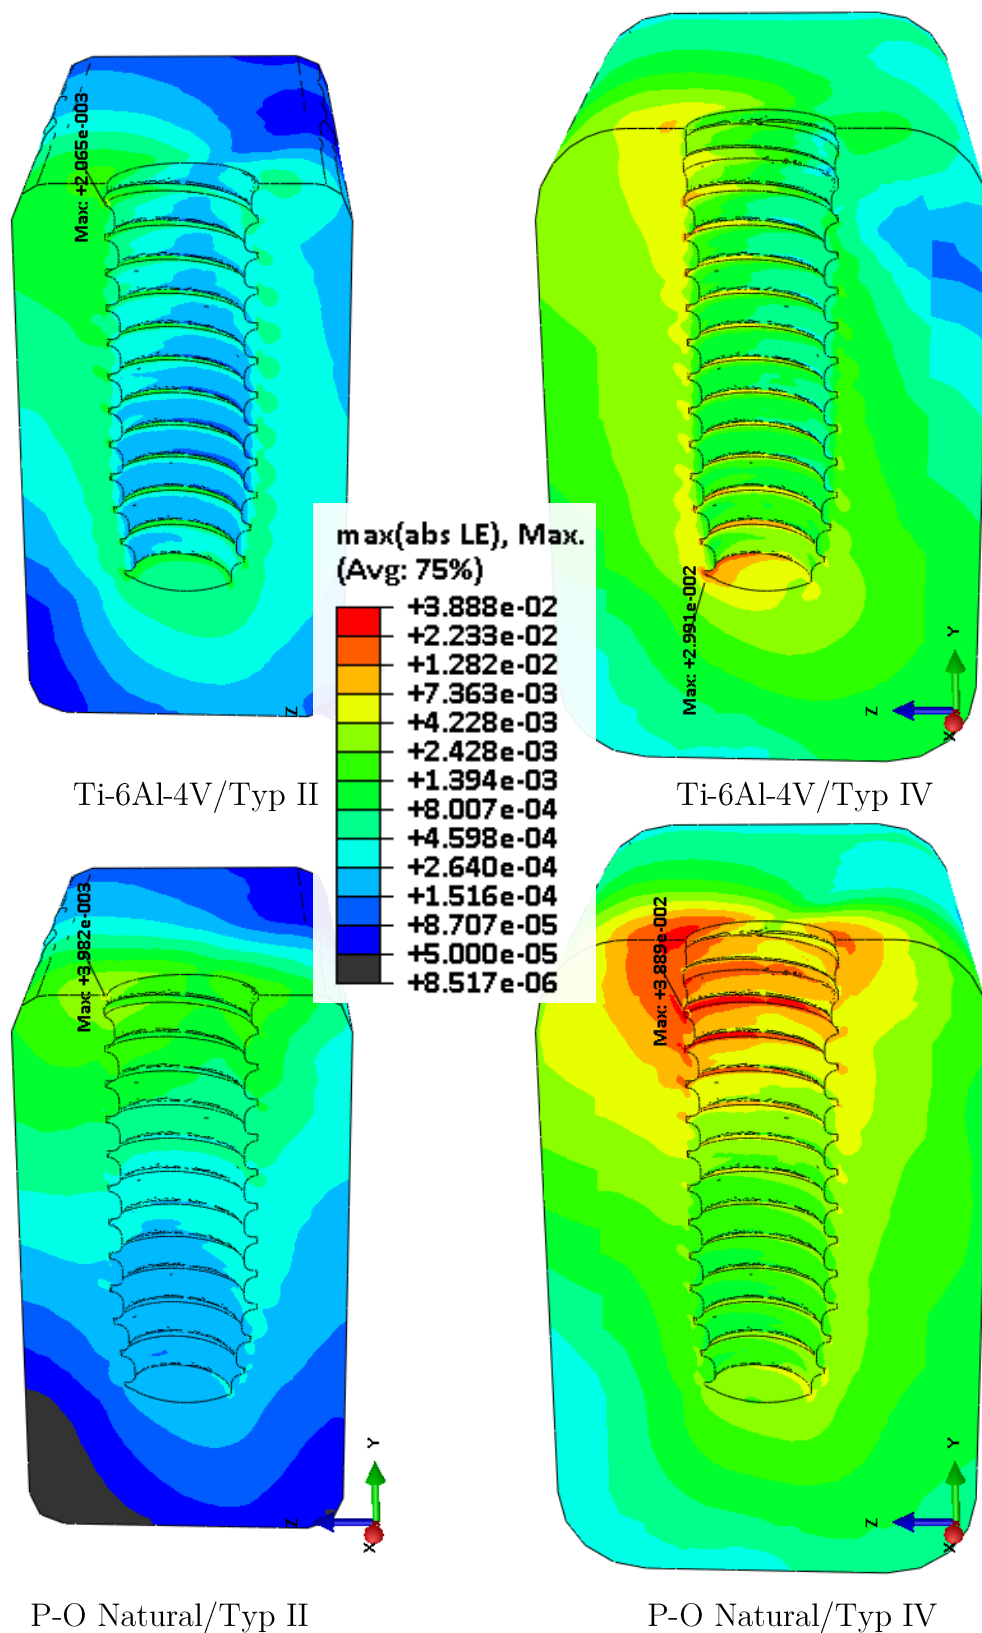 Max: +2.065e-003
Max: +2.991e-002
max(abs LE), Max.
(Avg: 75%)
+3.888e-02
+2.233e-02
+1.282e-02
+7.363e-03
+4.228e-03
+2.428e-03
+1.394e-03
+8.007e-04
+4.598e-04
+2.640e-04
+1.516e-04
+8.707e-05
+5.000e-05
+8.517e-06
Z
Y
Z
X
Ti-6Al-4V/Typ II
Ti-6Al-4V/Typ IV
Max: +3.982e-003
Max: +3.889e-002
Y
Z
X
Y
Z
X
P-O Natural/Typ II
P-O Natural/Typ IV